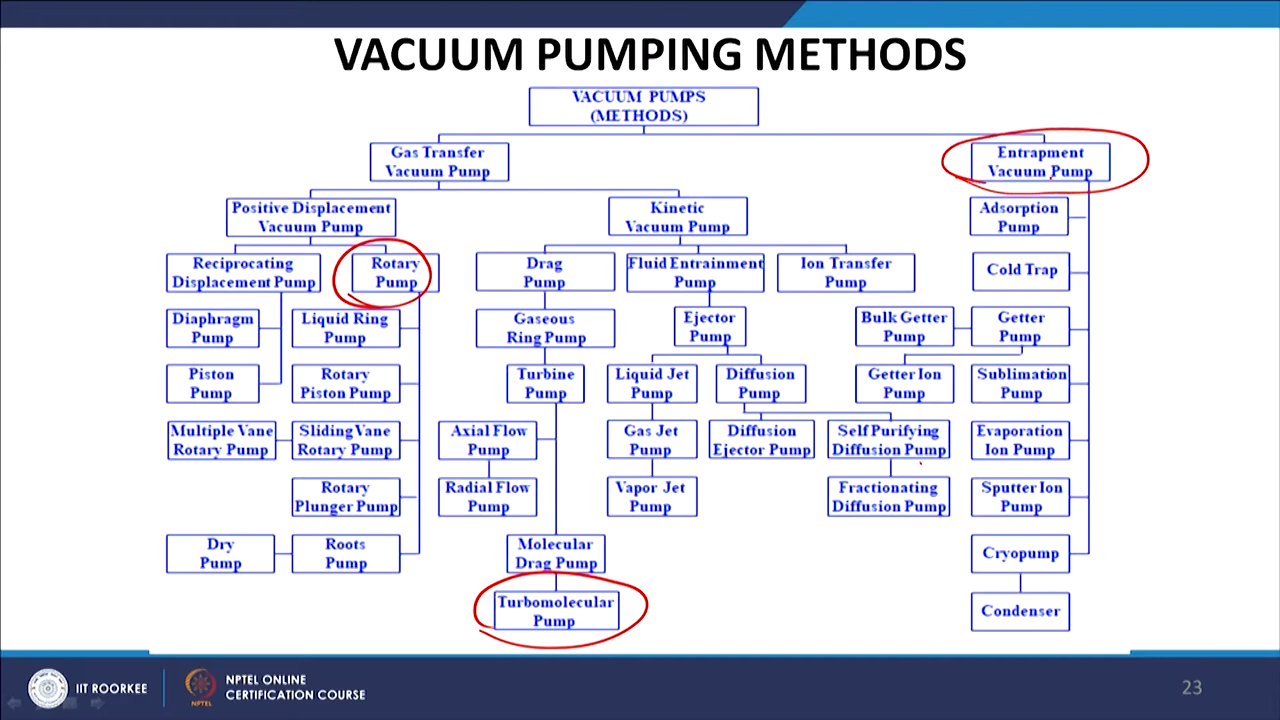 VACUUM PUMPING METHODS
VACUUM PUMPS
(METHODS)
Gas Transfer
Vacuum Pump
Entrapment
Vacuum Pump
Positive Displacement
Vacuum Pump
Kinetic
Vacuum Pump
Adsorption
Pump
Reciprocating
Displacement Pump
Rotary
Pump
Drag
Pump
Fluid Entrainment
Pump
Ion Transfer
Pump
Cold Trap
Diaphragm
Pump
Liquid Ring
Pump
Gaseous
Ring Pump
Ejector
Pump
Bulk Getter
Pump
Getter
Pump
Piston
Pump
Rotary
Piston Pump
Turbine
Pump
Liquid Jet
Pump
Diffusion
Pump
Getter Ion
Pump
Sublimation
Pump
Multiple Vane
Rotary Pump
Sliding Vane
Rotary Pump
Axial Flow
Pump
Gas Jet
Pump
Diffusion
Ejector Pump
Self Purifying
Diffusion Pump
Evaporation
Ion Pump
Rotary
Plunger Pump
Radial Flow
Pump
Vapor Jet
Pump
Fractionating
Diffusion Pump
Sputter Ion
Pump
Dry
Pump
Roots
Pump
Molecular
Drag Pump
Cryopump
Turbomolecular
Pump
Condenser
IIT ROORKEE
NPTEL
NPTEL ONLINE
CERTIFICATION COURSE
23